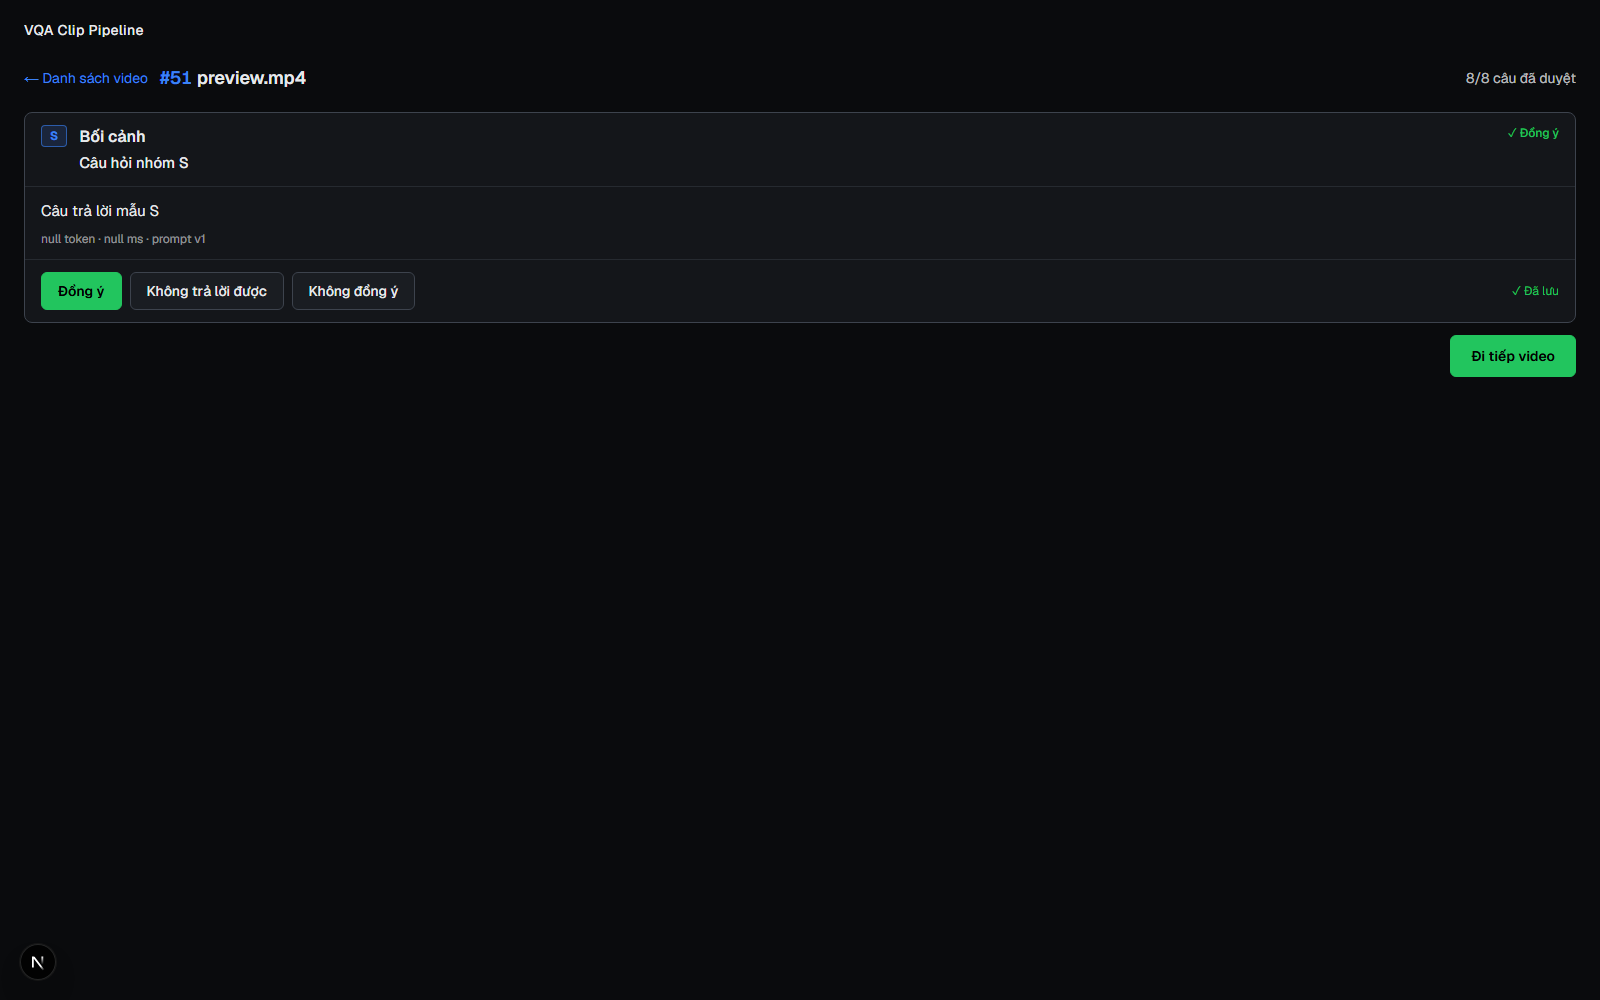 VQA Clip Pipeline
← Danh sách video #51 preview.mp4
8/8 câu đã duyệt
S Bối cảnh
✓ Đồng ý
Câu hỏi nhóm S
Câu trả lời mẫu S
null token · null ms · prompt v1
Đồng ý Không trả lời được Không đồng ý
✓ Đã lưu
Đi tiếp video
N